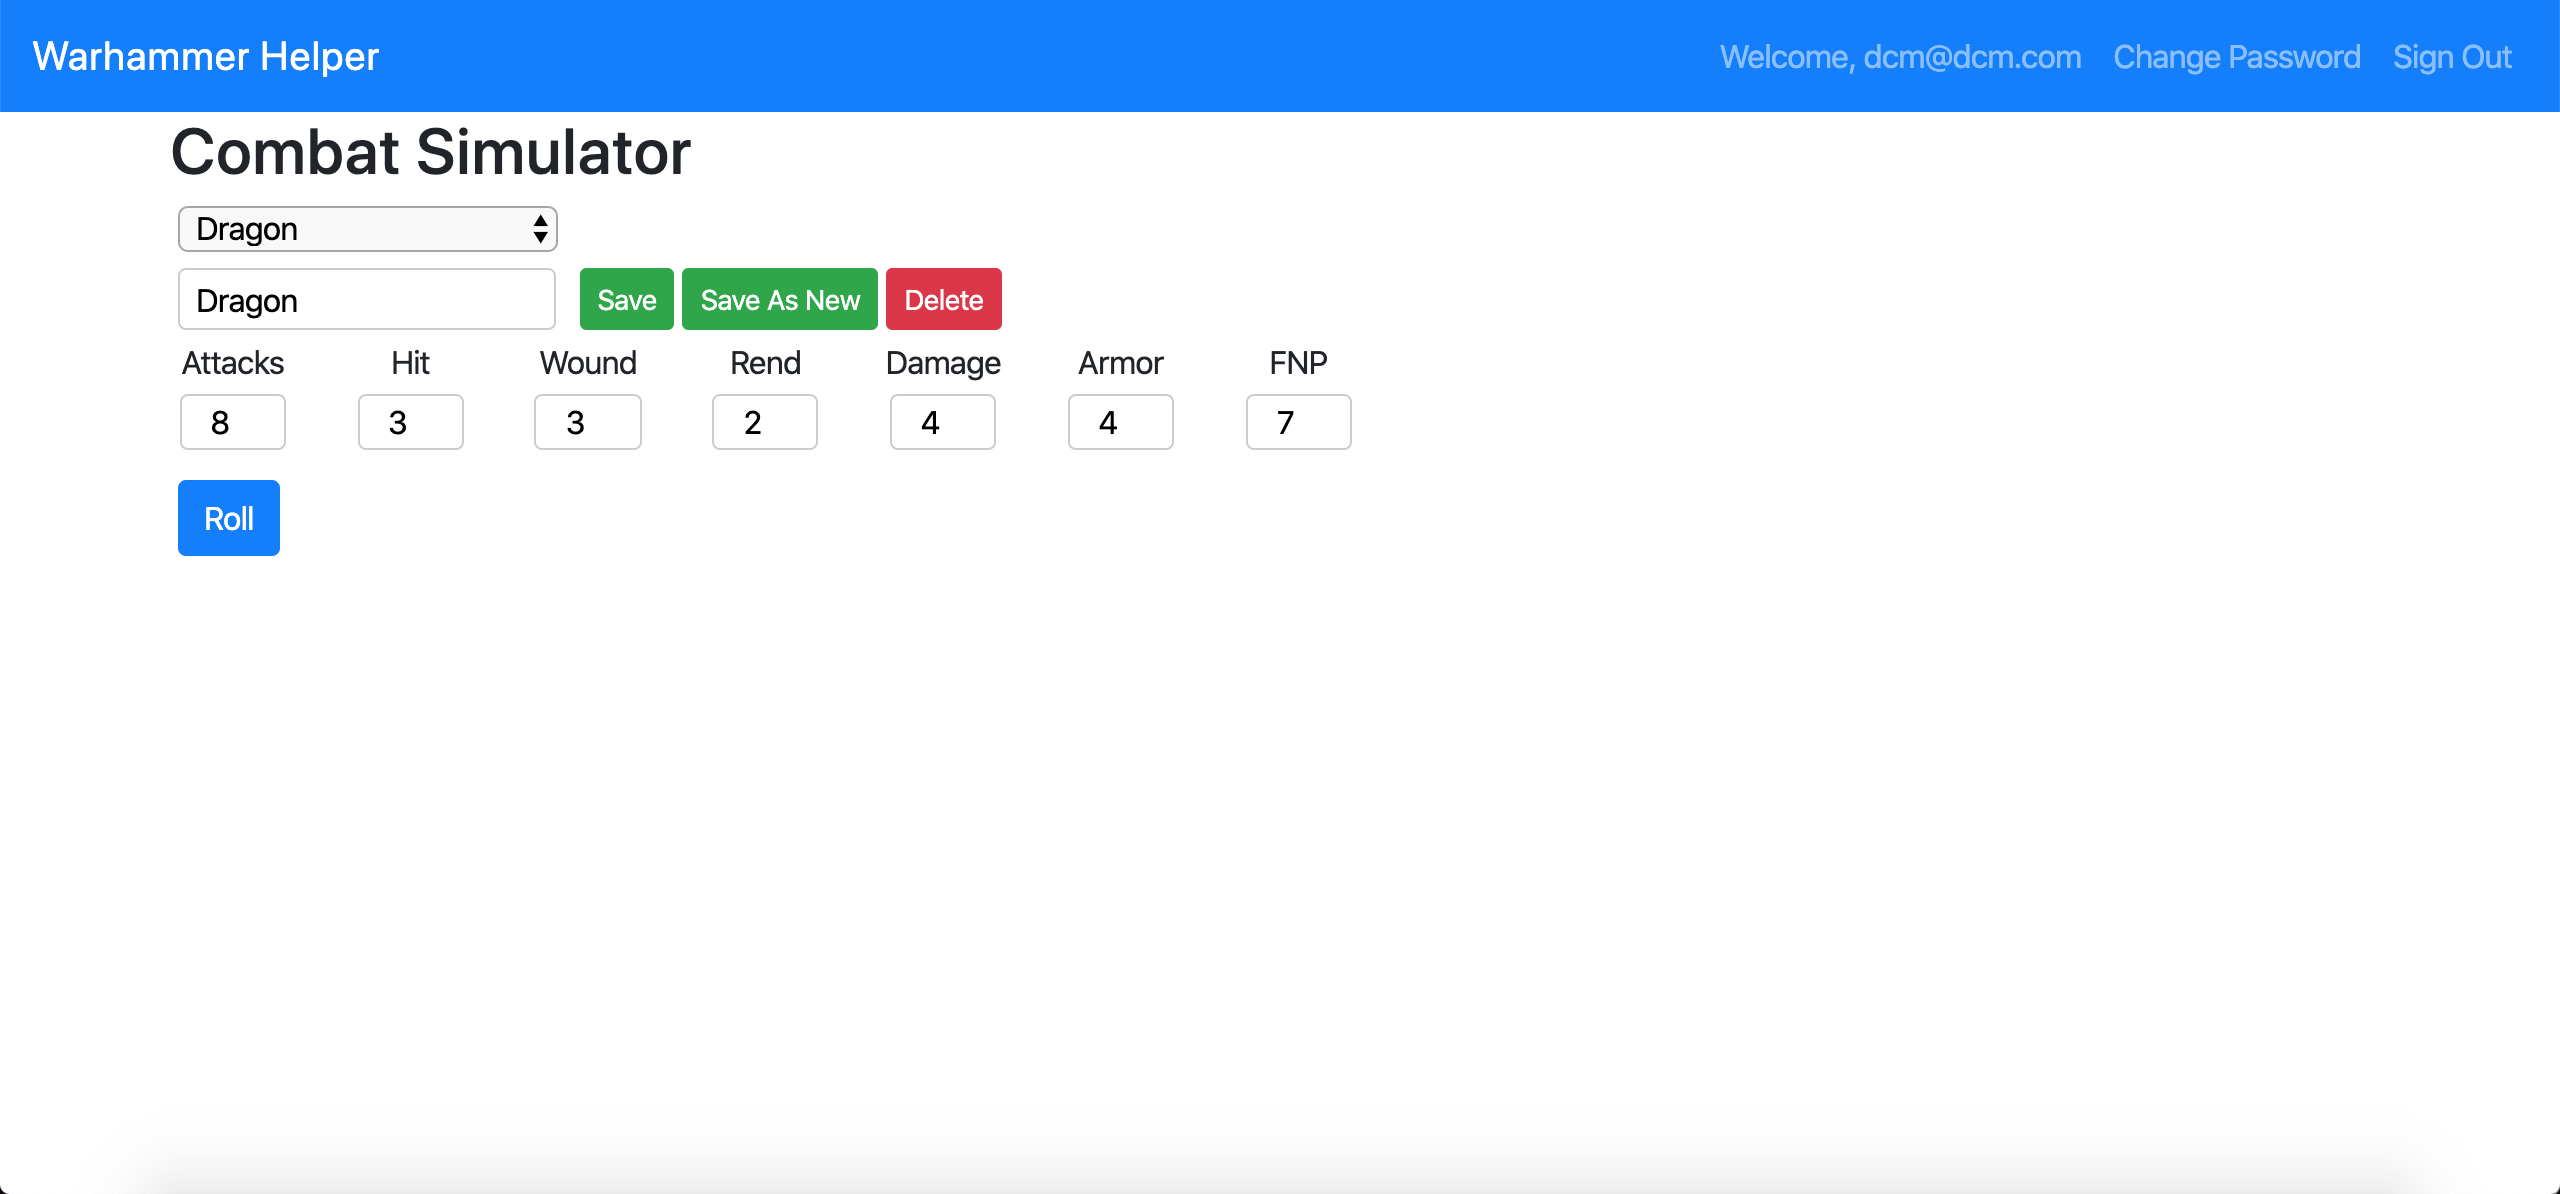 Warhammer Helper Welcome, dcm@dcm.com Change Password Sign Out
Combat Simulator
Dragon
Dragon Save Save As New Delete
Attacks Hit Wound Rend Damage Armor FNP
8 3 3 2 4 4 7
Roll